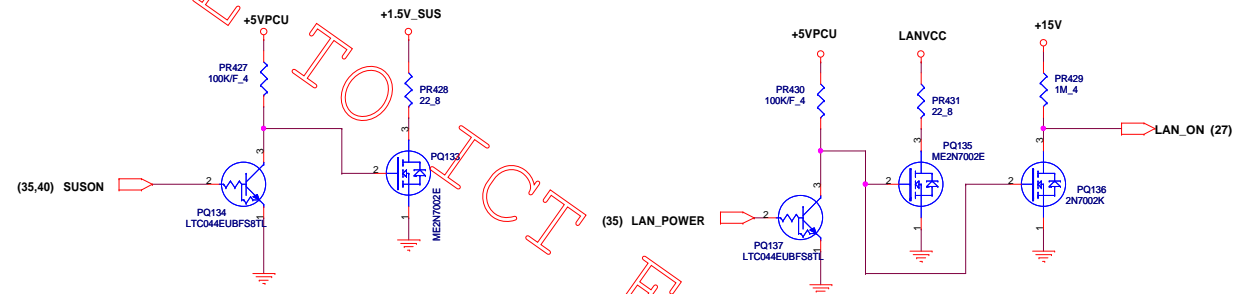 +5VPCU
+1.5V_SUS
PR427
100K/F_4
PR428
22_8
3
3
2
PQ133
ME2N7002E
1
(35,40) SUSON
2
PQ134
LTC044EUBFS8TL
1
TO
ICT
E
+5VPCU
LANVCC
+15V
PR430
100K/F_4
PR431
22_8
PR429
1M_4
LAN_ON (27)
3
3
3
PQ135
ME2N7002E
2
2
PQ136
2N7002K
1
1
(35) LAN_POWER
2
PQ137
LTC044EUBFS8TL
1